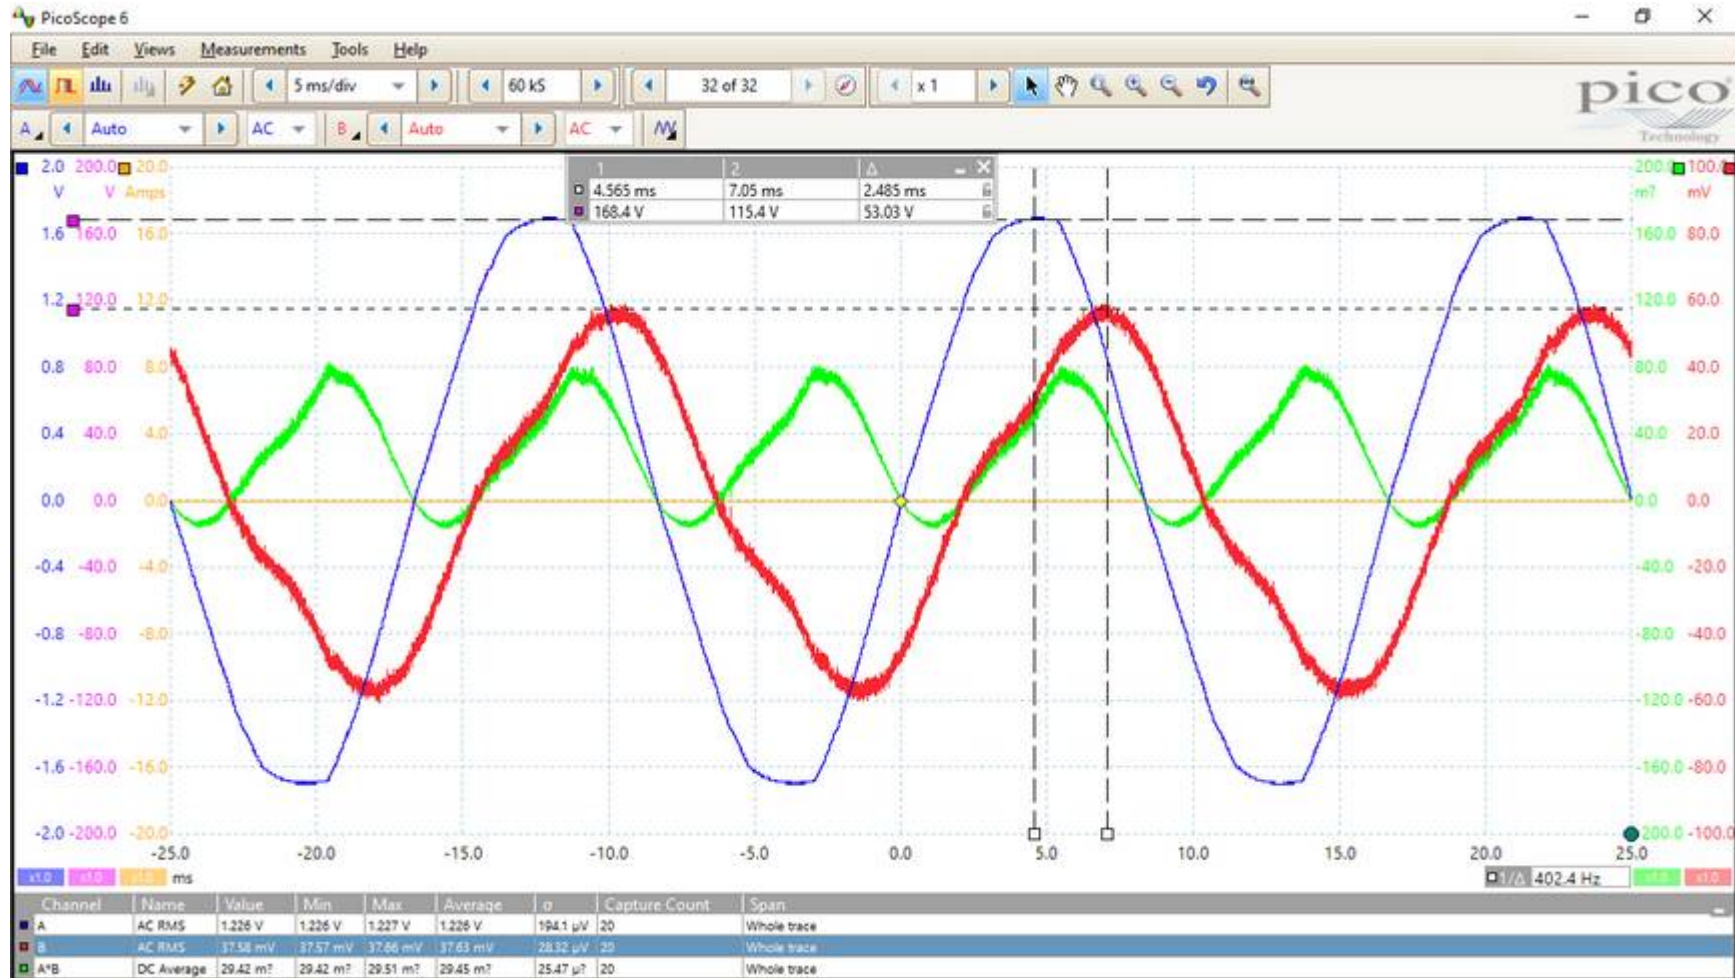 PicoScope 6
File Edit Views Measurements Tools Help
5 ms/div 60 kS 32 of 32 x 1
pico
Technology
A Auto AC B Auto AC
1 2 Δ
4.565 ms 7.05 ms 2.485 ms
168.4 V 115.4 V 53.03 V
2.0 200.0 20.0 200.0 100.0
V V Amps m? mV
1.6 160.0 16.0 160.0 80.0
1.2 120.0 12.0 120.0 60.0
0.8 80.0 8.0 80.0 40.0
0.4 40.0 4.0 40.0 20.0
0.0 0.0 0.0 0.0 0.0
-0.4 -40.0 -4.0 -40.0 -20.0
-0.8 -80.0 -8.0 -80.0 -40.0
-1.2 -120.0 -12.0 -120.0 -60.0
-1.6 -160.0 -16.0 -160.0 -80.0
-2.0 -200.0 -20.0 200.0 -100.0
-25.0 -20.0 -15.0 -10.0 -5.0 0.0 5.0 10.0 15.0 20.0 25.0
x1.0 x1.0 x1.0 ms 1/Δ 402.4 Hz x1.0 x1.0
Channel Name Value Min Max Average σ Capture Count Span
A AC RMS 1.226 V 1.226 V 1.227 V 1.226 V 194.1 µV 20 Whole trace
B AC RMS 37.58 mV 37.57 mV 37.66 mV 37.63 mV 28.32 µV 20 Whole trace
A*B DC Average 29.42 m? 29.42 m? 29.51 m? 29.45 m? 25.47 µ? 20 Whole trace